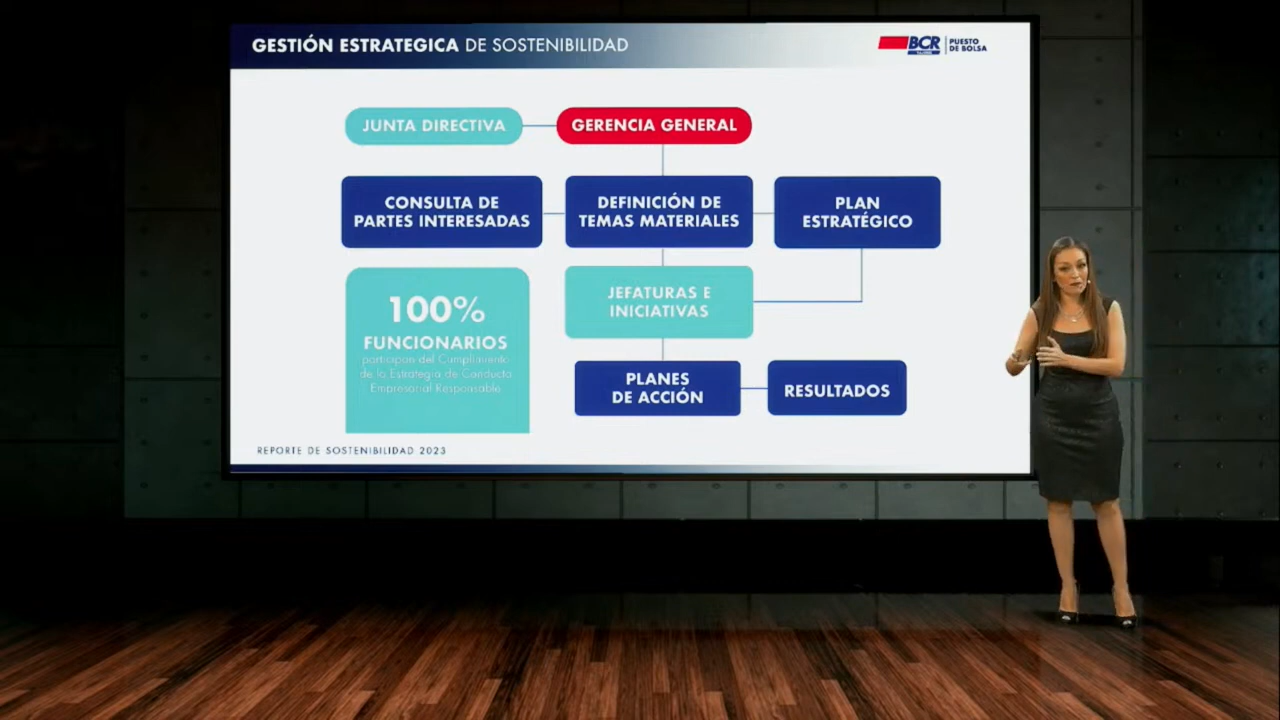 GESTIÓN ESTRATEGICA DE SOSTENIBILIDAD
BCR
PUESTO
DE BOLSA
JUNTA DIRECTIVA
GERENCIA GENERAL
CONSULTA DE
PARTES INTERESADAS
DEFINICIÓN DE
TEMAS MATERIALES
PLAN
ESTRATÉGICO
100%
FUNCIONARIOS
participan del Cumplimiento
de la Estrategia de Conducta
Empresarial Responsable
JEFATURAS E
INICIATIVAS
PLANES
DE ACCIÓN
RESULTADOS
REPORTE DE SOSTENIBILIDAD 2023